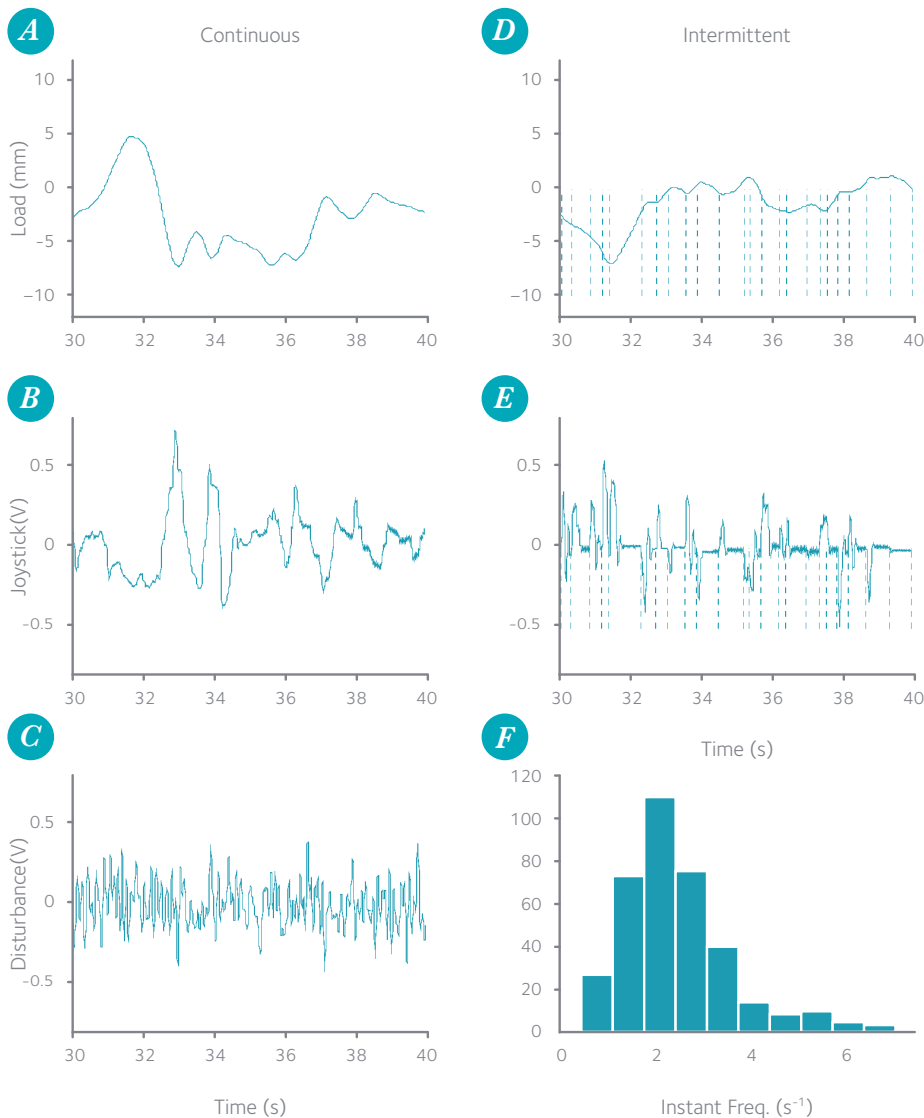 A
Continuous
Load (mm)
10
5
0
−5
−10
30 32 34 36 38 40
B
Joystick(V)
0.5
0
-0.5
30 32 34 36 38 40
C
Disturbance(V)
0.5
0
-0.5
30 32 34 36 38 40
Time (s)
D
Intermittent
10
5
0
−5
−10
30 32 34 36 38 40
E
0.5
0
-0.5
30 32 34 36 38 40
Time (s)
F
120
100
80
60
40
20
0
0 2 4 6
Instant Freq. (s⁻¹)